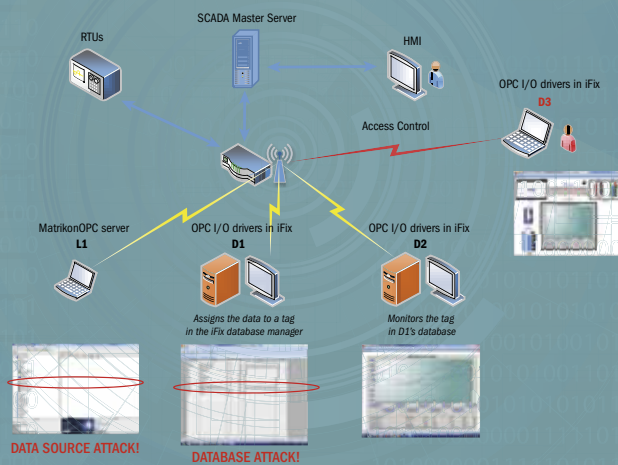 SCADA Master Server
RTUs
HMI
OPC I/O drivers in iFix
D3
Access Control
MatrikonOPC server
L1
OPC I/O drivers in iFix
D1
OPC I/O drivers in iFix
D2
Assigns the data to a tag
in the iFix database manager
Monitors the tag
in D1's database
DATA SOURCE ATTACK!
DATABASE ATTACK!